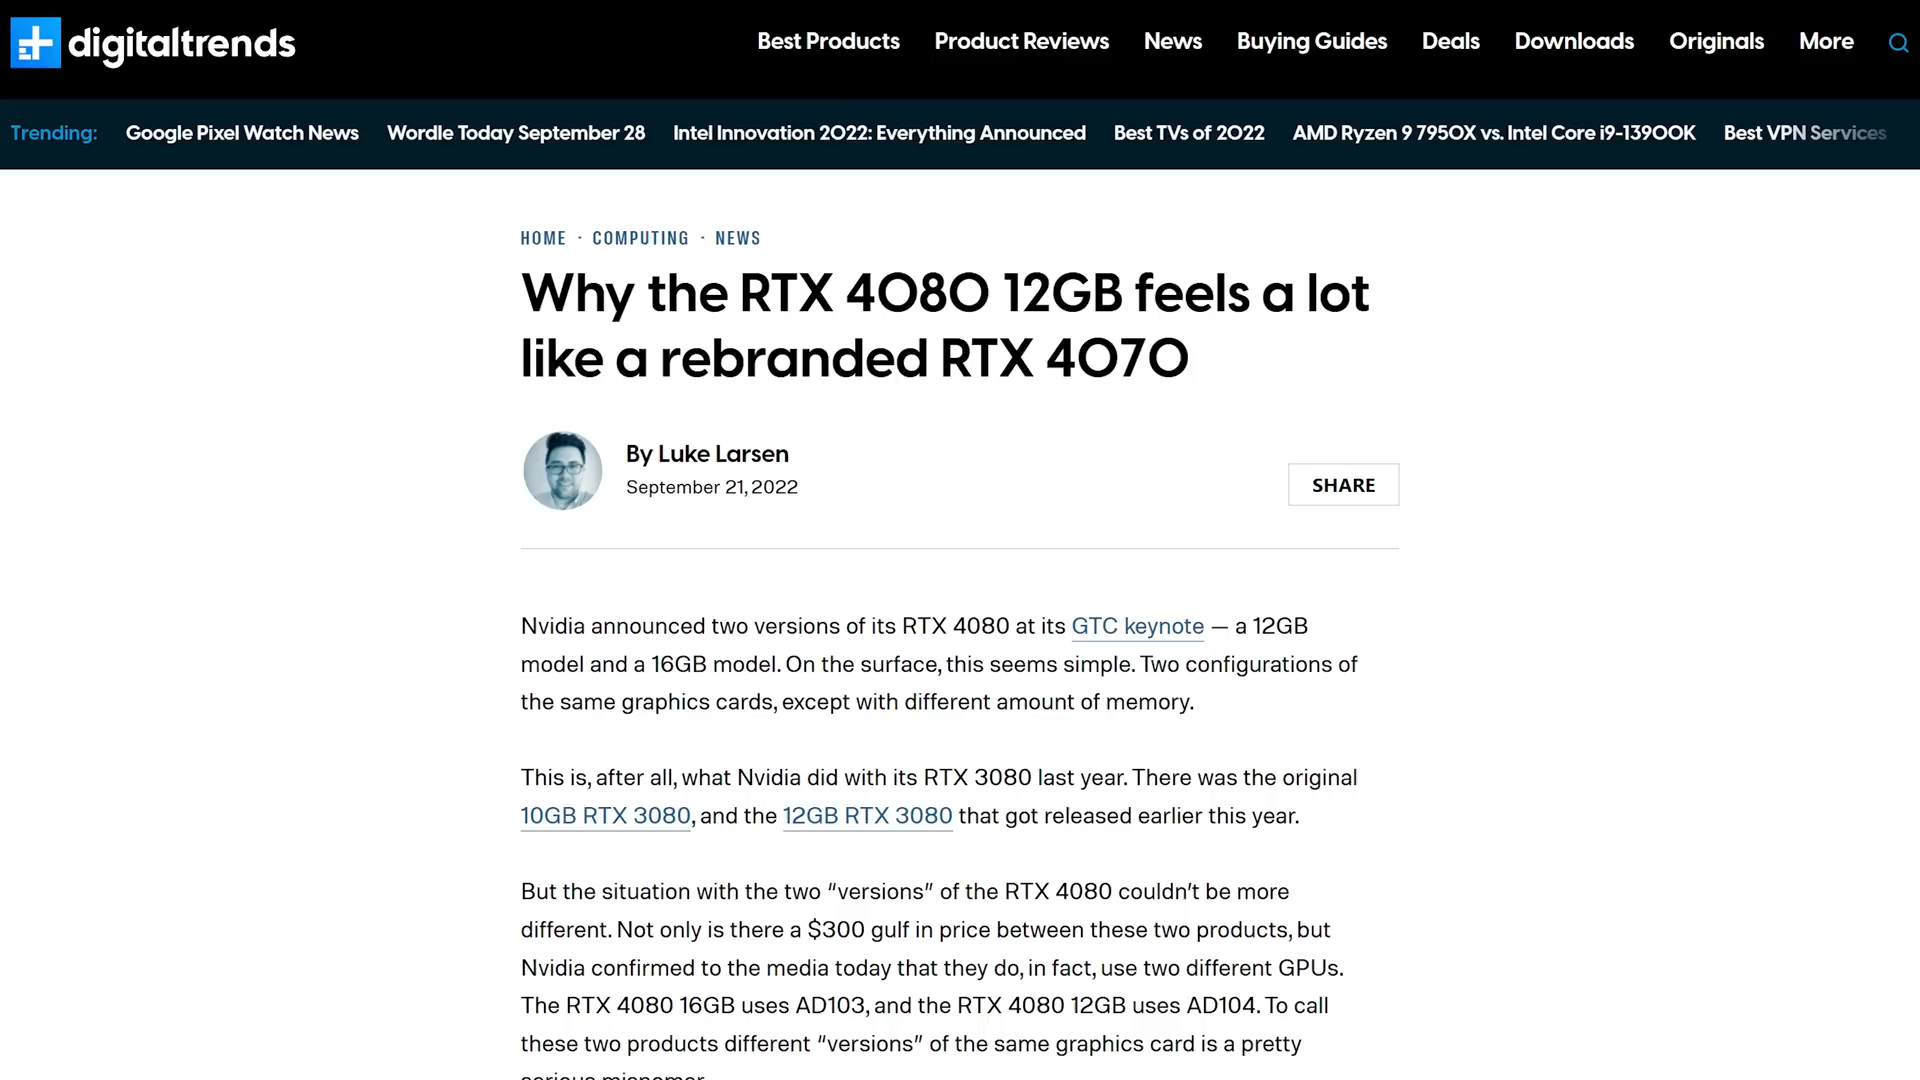 digitaltrends
Best Products Product Reviews News Buying Guides Deals Downloads Originals More
Trending: Google Pixel Watch News Wordle Today September 28 Intel Innovation 2022: Everything Announced Best TVs of 2022 AMD Ryzen 9 7950X vs. Intel Core i9-13900K Best VPN Services
HOME · COMPUTING · NEWS
Why the RTX 4080 12GB feels a lot
like a rebranded RTX 4070
By Luke Larsen
September 21, 2022
SHARE
Nvidia announced two versions of its RTX 4080 at its GTC keynote — a 12GB
model and a 16GB model. On the surface, this seems simple. Two configurations of
the same graphics cards, except with different amount of memory.
This is, after all, what Nvidia did with its RTX 3080 last year. There was the original
10GB RTX 3080, and the 12GB RTX 3080 that got released earlier this year.
But the situation with the two “versions” of the RTX 4080 couldn’t be more
different. Not only is there a $300 gulf in price between these two products, but
Nvidia confirmed to the media today that they do, in fact, use two different GPUs.
The RTX 4080 16GB uses AD103, and the RTX 4080 12GB uses AD104. To call
these two products different “versions” of the same graphics card is a pretty
serious misnomer.